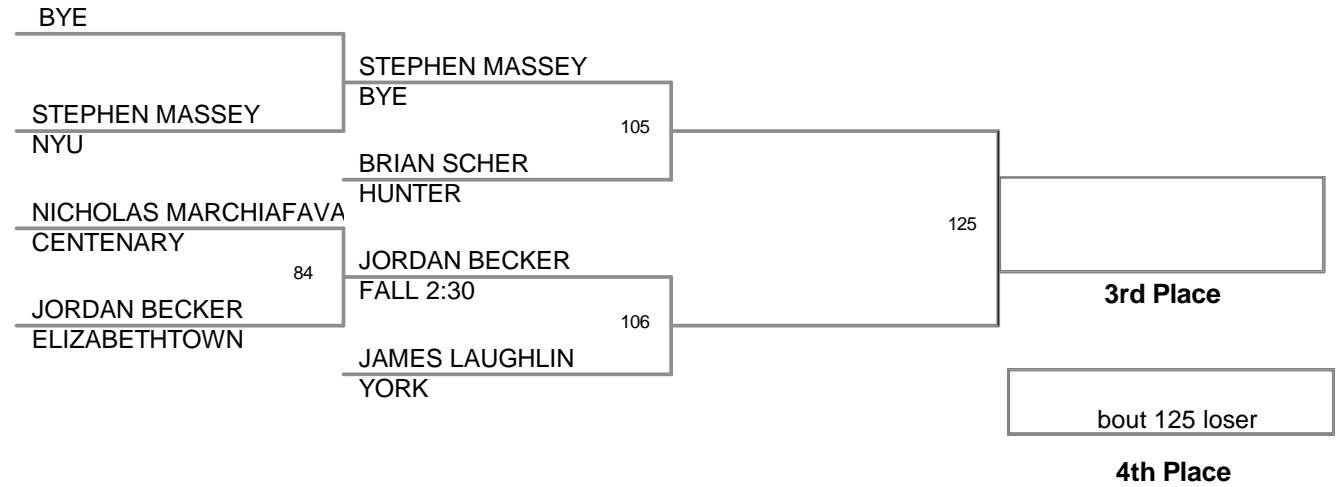 BYE
STEPHEN MASSEY
BYE
STEPHEN MASSEY
NYU
105
BRIAN SCHER
HUNTER
NICHOLAS MARCHIAFAVA
CENTENARY
125
84
JORDAN BECKER
FALL 2:30
3rd Place
JORDAN BECKER
ELIZABETHTOWN
106
JAMES LAUGHLIN
YORK
bout 125 loser
4th Place